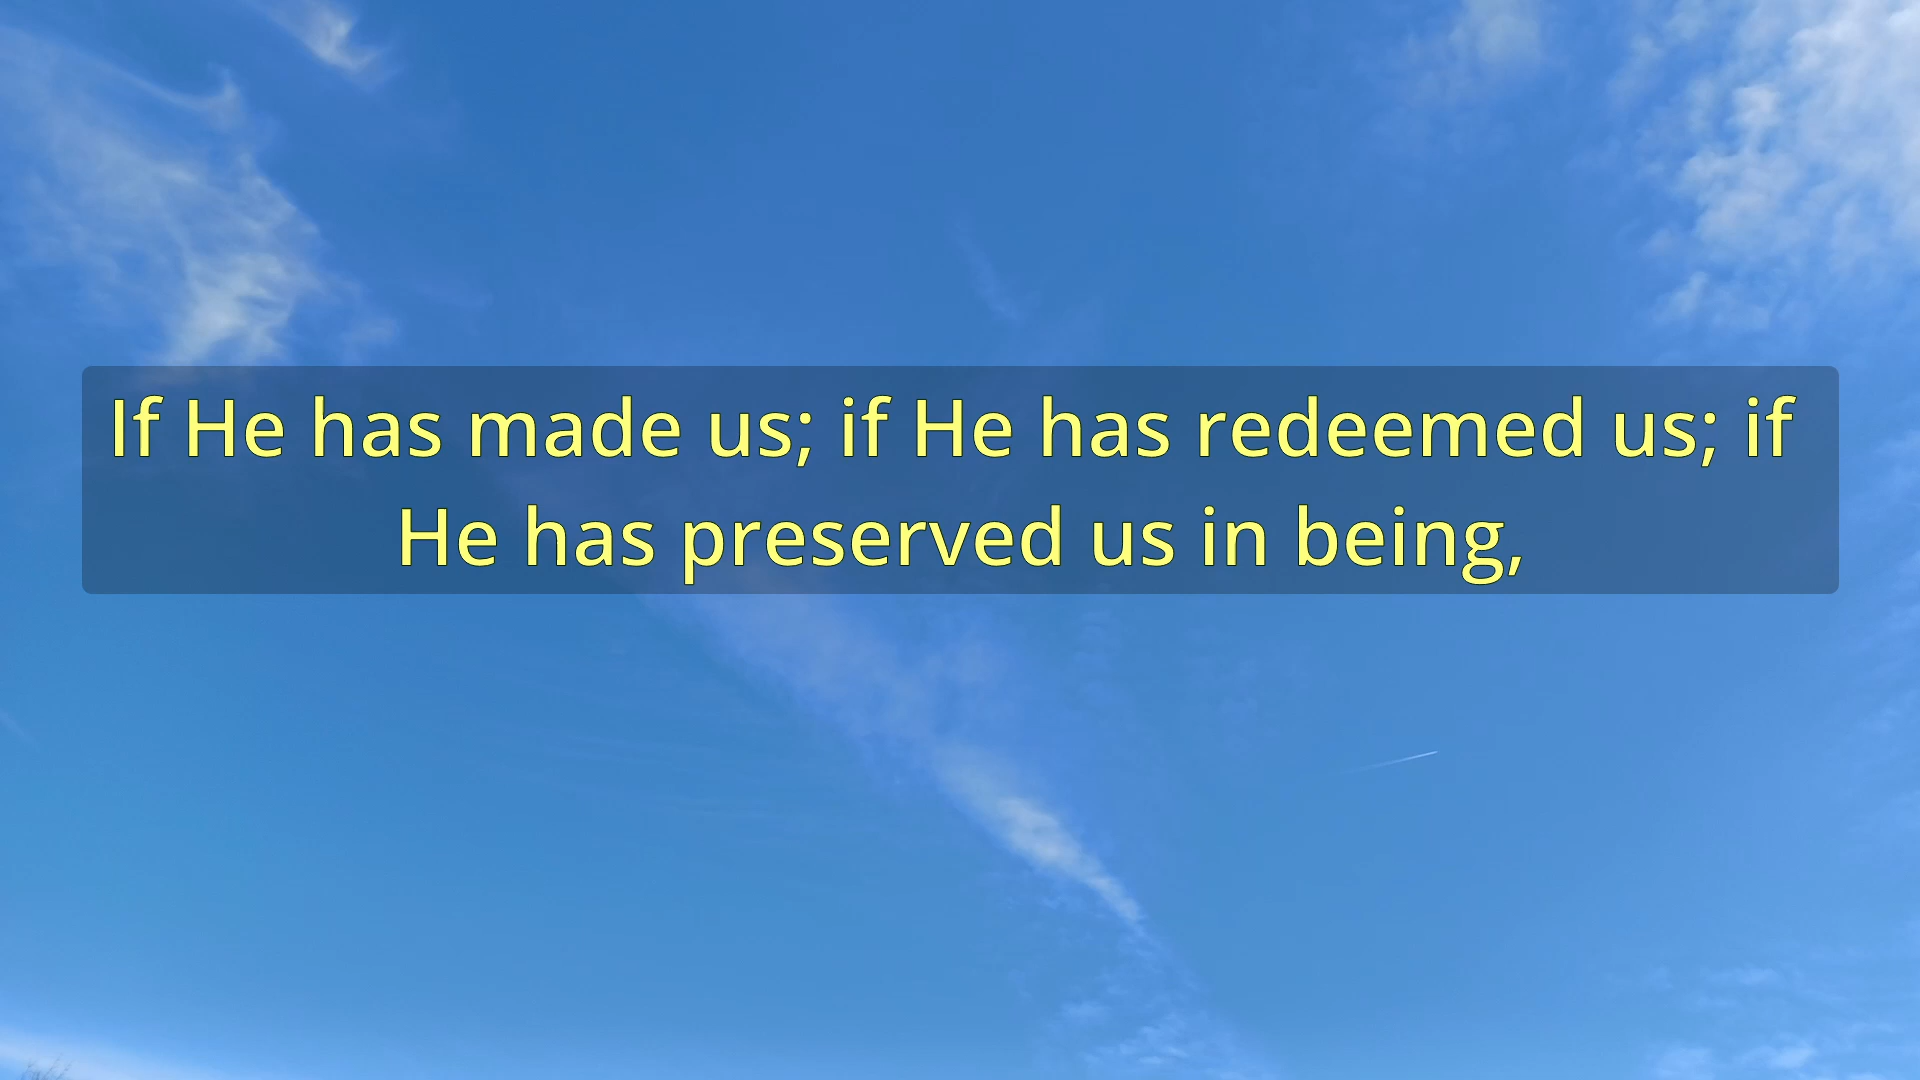 If He has made us; if He has redeemed us; if
He has preserved us in being,